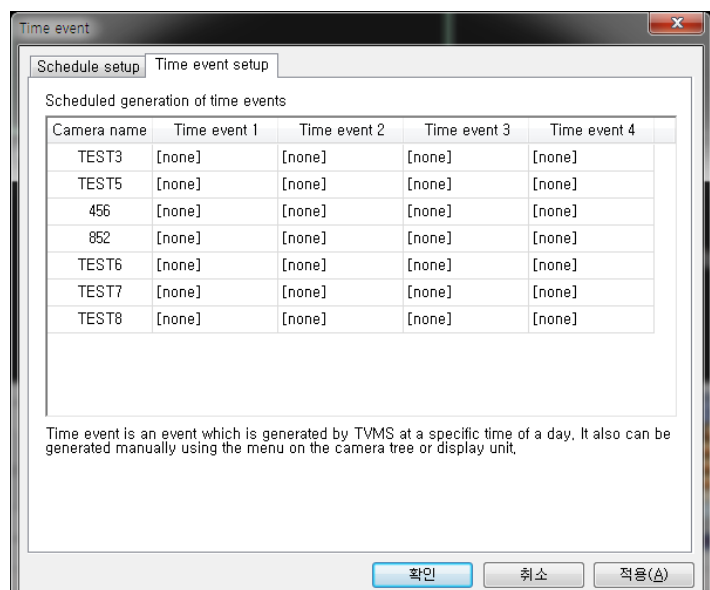 Time event
Schedule setup Time event setup
Scheduled generation of time events
Camera name Time event 1 Time event 2 Time event 3 Time event 4
TEST3 [none] [none] [none] [none]
TEST5 [none] [none] [none] [none]
456 [none] [none] [none] [none]
852 [none] [none] [none] [none]
TEST6 [none] [none] [none] [none]
TEST7 [none] [none] [none] [none]
TEST8 [none] [none] [none] [none]
Time event is an event which is generated by TVMS at a specific time of a day, It also can be
generated manually using the menu on the camera tree or display unit,
확인 취소 적용(A)